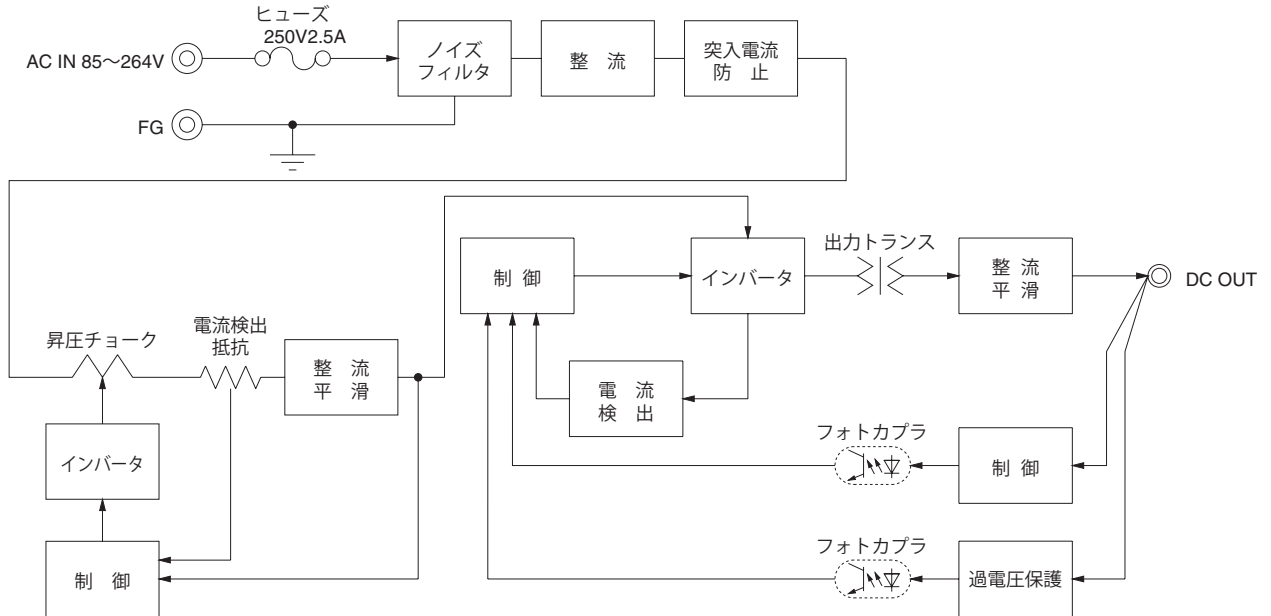 ヒューズ
250V2.5A
AC IN 85～264V
ノイズ
フィルタ
整 流
突入電流
防 止
FG
制 御
インバータ
出力トランス
整 流
平 滑
DC OUT
昇圧チョーク
電流検出
抵抗
整 流
平 滑
電 流
検 出
インバータ
フォトカプラ
制 御
制 御
フォトカプラ
過電圧保護